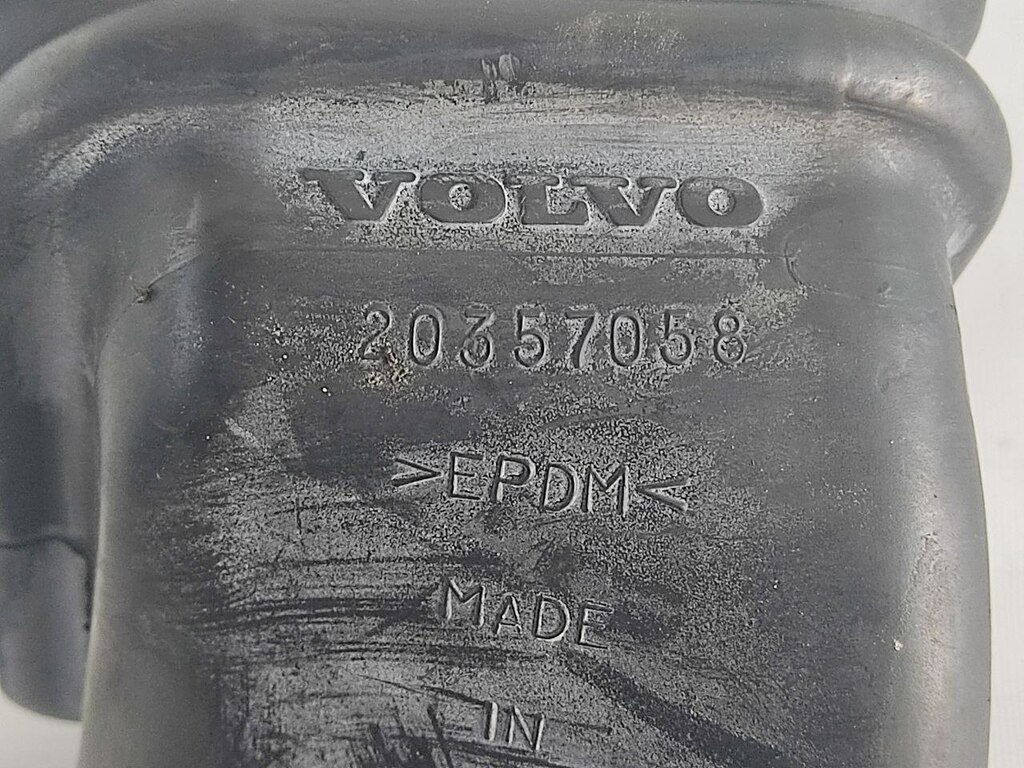 VOLVO
20357058
>EPDM<
MADE
IN